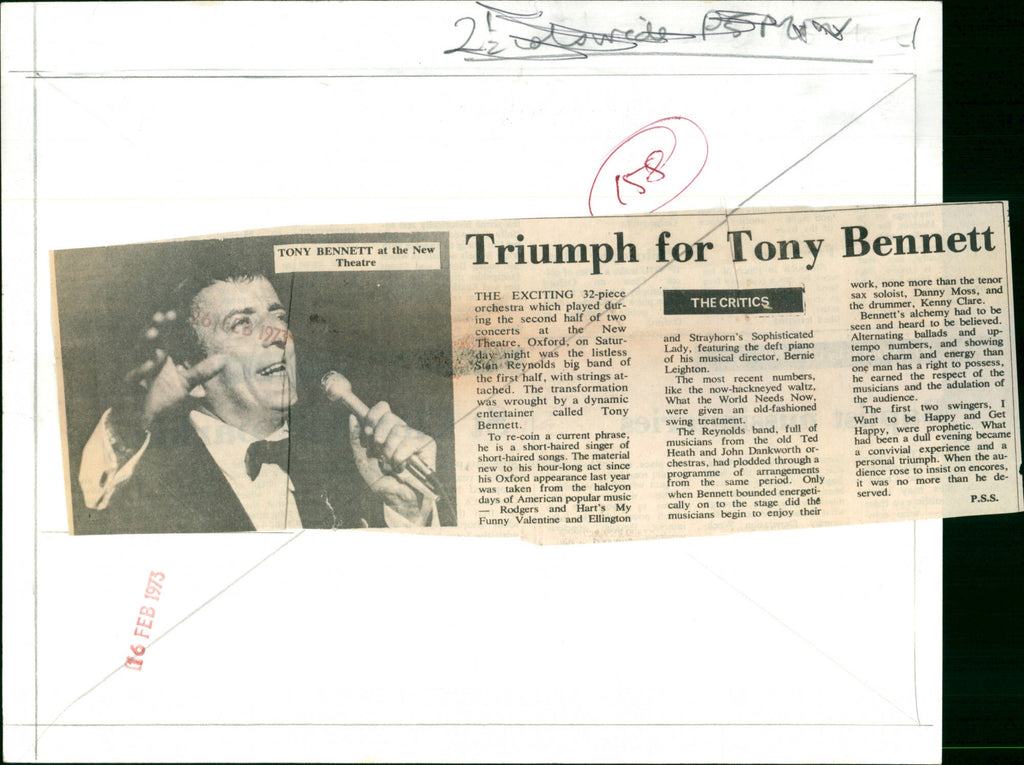 2½
158
TONY BENNETT at the New
Theatre
16 FEB 1973
Triumph for Tony Bennett
THE EXCITING 32-piece
orchestra which played dur-
ing the second half of two
concerts at the New
Theatre, Oxford, on Satur-
day night was the listless
Stan Reynolds big band of
the first half, with strings at-
tached. The transformation
was wrought by a dynamic
entertainer called Tony
Bennett.
To re-coin a current phrase,
he is a short-haired singer of
short-haired songs. The material
new to his hour-long act since
his Oxford appearance last year
was taken from the halcyon
days of American popular music
— Rodgers and Hart's My
Funny Valentine and Ellington
THE CRITICS
and Strayhorn's Sophisticated
Lady, featuring the deft piano
of his musical director, Bernie
Leighton.
The most recent numbers,
like the now-hackneyed waltz,
What the World Needs Now,
were given an old-fashioned
swing treatment.
The Reynolds band, full of
musicians from the old Ted
Heath and John Dankworth or-
chestras, had plodded through a
programme of arrangements
from the same period. Only
when Bennett bounded energeti-
cally on to the stage did the
musicians begin to enjoy their
work, none more than the tenor
sax soloist, Danny Moss, and
the drummer, Kenny Clare.
Bennett's alchemy had to be
seen and heard to be believed.
Alternating ballads and up-
tempo numbers, and showing
more charm and energy than
one man has a right to possess,
he earned the respect of the
musicians and the adulation of
the audience.
The first two swingers, I
Want to be Happy and Get
Happy, were prophetic. What
had been a dull evening became
a convivial experience and a
personal triumph. When the au-
dience rose to insist on encores,
it was no more than he de-
served.
P.S.S.
16 FEB 1973